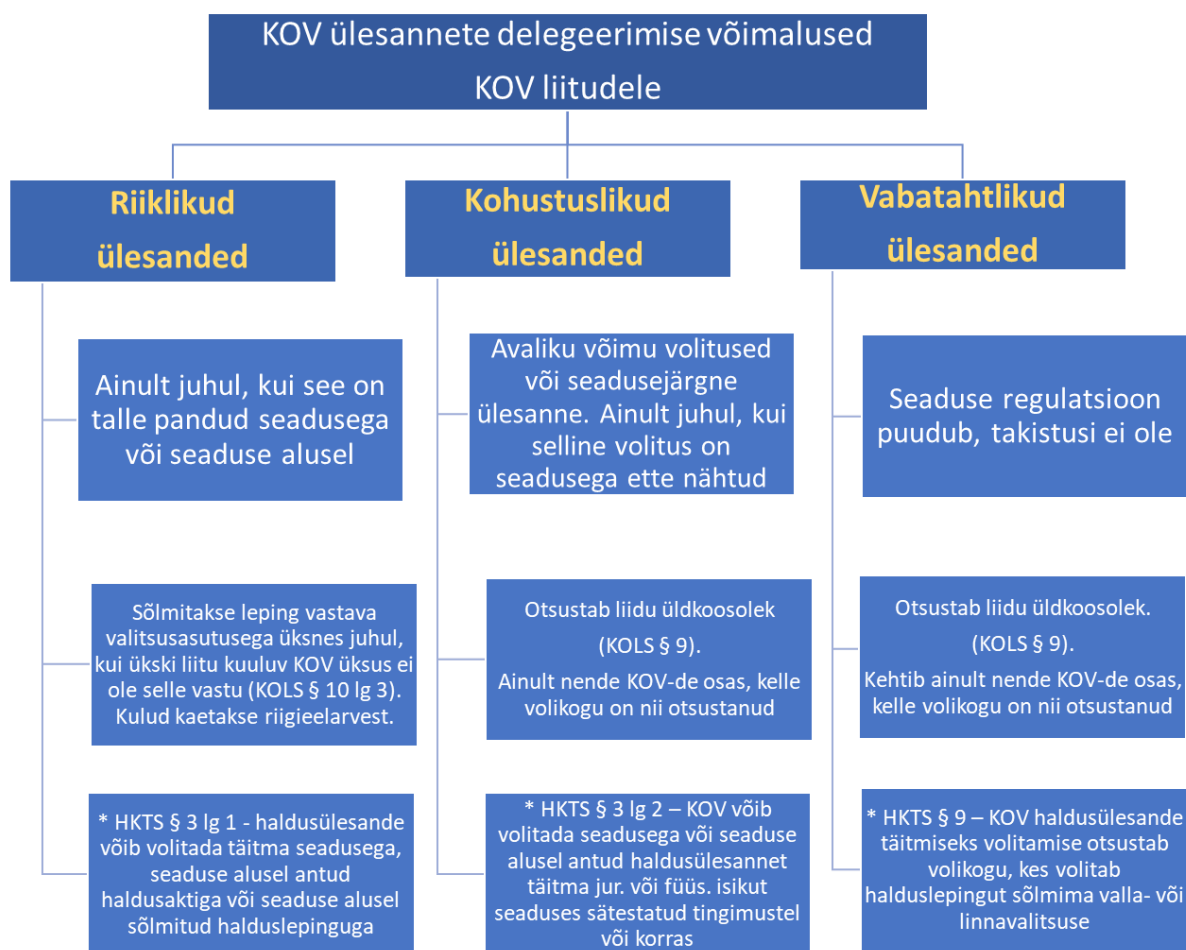 KOV ülesannete delegeerimise võimalused
KOV liitudele
Riiklikud
ülesanded
Ainult juhul, kui see on
talle pandud seadusega
või seaduse alusel
Sõlmitakse leping vastava
valitsusasutusega üksnes juhul,
kui ükski liitu kuuluv KOV üksus ei
ole selle vastu (KOLS § 10 lg 3).
Kulud kaetakse riigieelarvest.
* HKTS § 3 lg 1 - haldusülesande
võib volitada täitma seadusega,
seaduse alusel antud
haldusaktiga või seaduse alusel
sõlmitud halduslepinguga
Kohustuslikud
ülesanded
Avaliku võimu volitused
või seadusejärgne
ülesanne. Ainult juhul, kui
selline volitus on
seadusega ette nähtud
Otsustab liidu üldkoosolek
(KOLS § 9).
Ainult nende KOV-de osas, kelle
volikogu on nii otsustanud
* HKTS § 3 lg 2 – KOV võib
volitada seadusega või seaduse
alusel antud haldusülesannet
täitma jur. või füüs. isikut
seaduses sätestatud tingimustel
või korras
Vabatahtlikud
ülesanded
Seaduse regulatsioon
puudub, takistusi ei ole
Otsustab liidu üldkoosolek.
(KOLS § 9).
Kehtib ainult nende KOV-de osas,
kelle volikogu on nii otsustanud
* HKTS § 9 – KOV haldusülesande
täitmiseks volitamise otsustab
volikogu, kes volitab
halduslepingut sõlmima valla- või
linnavalitsuse